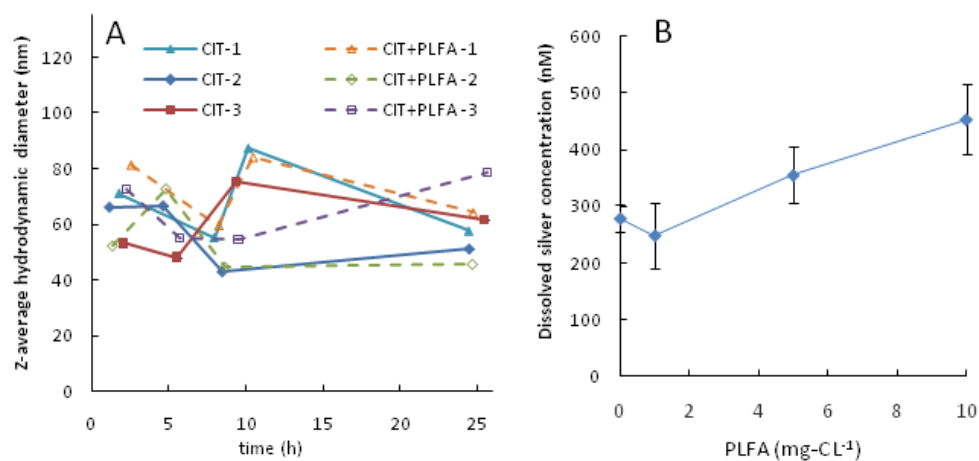 A
CIT-1
CIT-2
CIT-3
CIT+PLFA-1
CIT+PLFA-2
CIT+PLFA-3
Z-average hydrodynamic diameter (nm)
120
100
80
60
40
20
0
0 5 10 15 20 25
time (h)
B
Dissolved silver concentration (nM)
600
500
400
300
200
100
0
0 2 4 6 8 10
PLFA (mg-CL⁻¹)